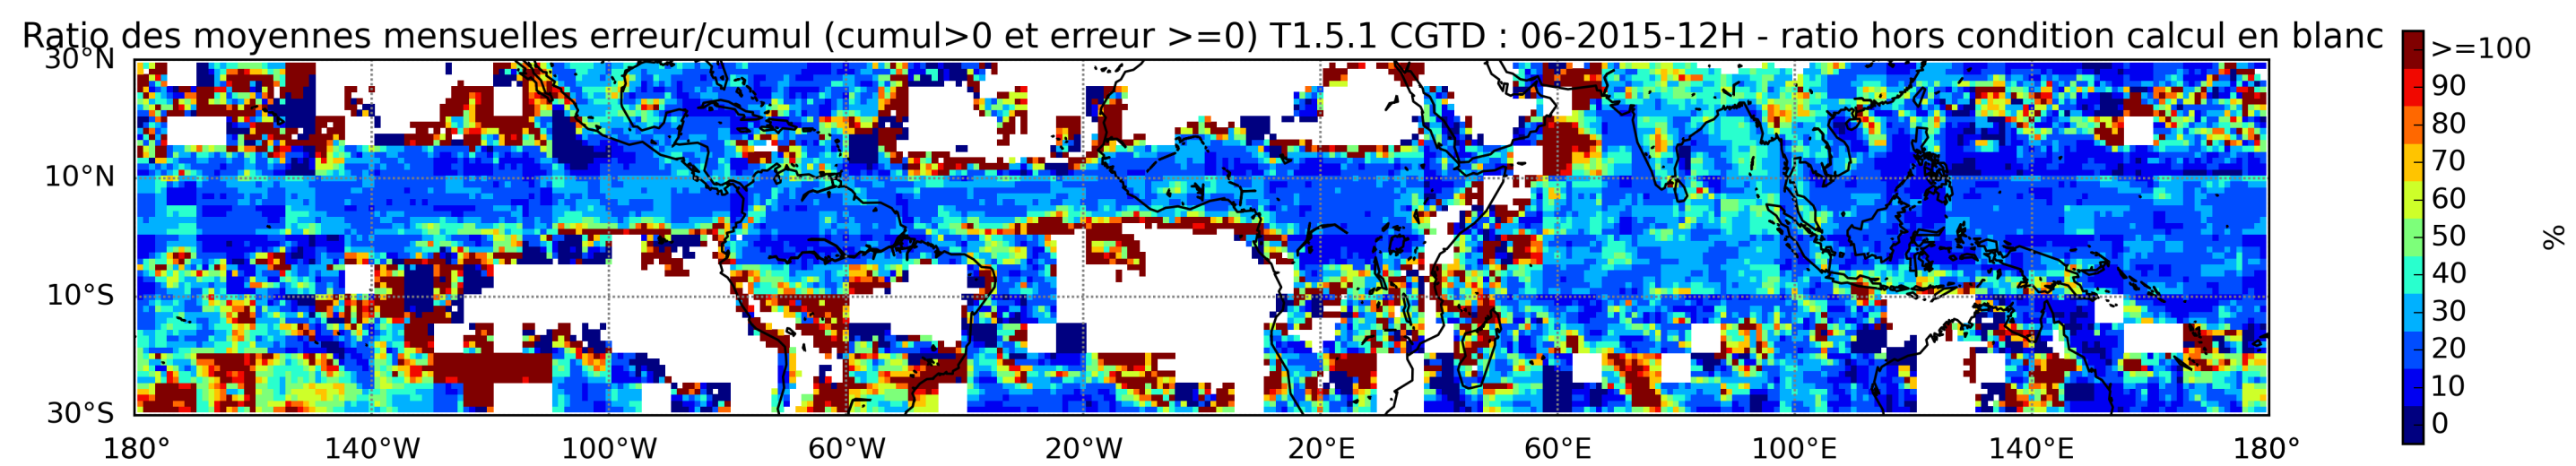 Ratio des moyennes mensuelles erreur/cumul (cumul>0 et erreur >=0) T1.5.1 CGTD : 06-2015-12H - ratio hors condition calcul en blanc
30°N
10°N
10°S
30°S
180° 140°W 100°W 60°W 20°W 20°E 60°E 100°E 140°E 180°
>=100
90
80
70
60
50
40
30
20
10
0
%